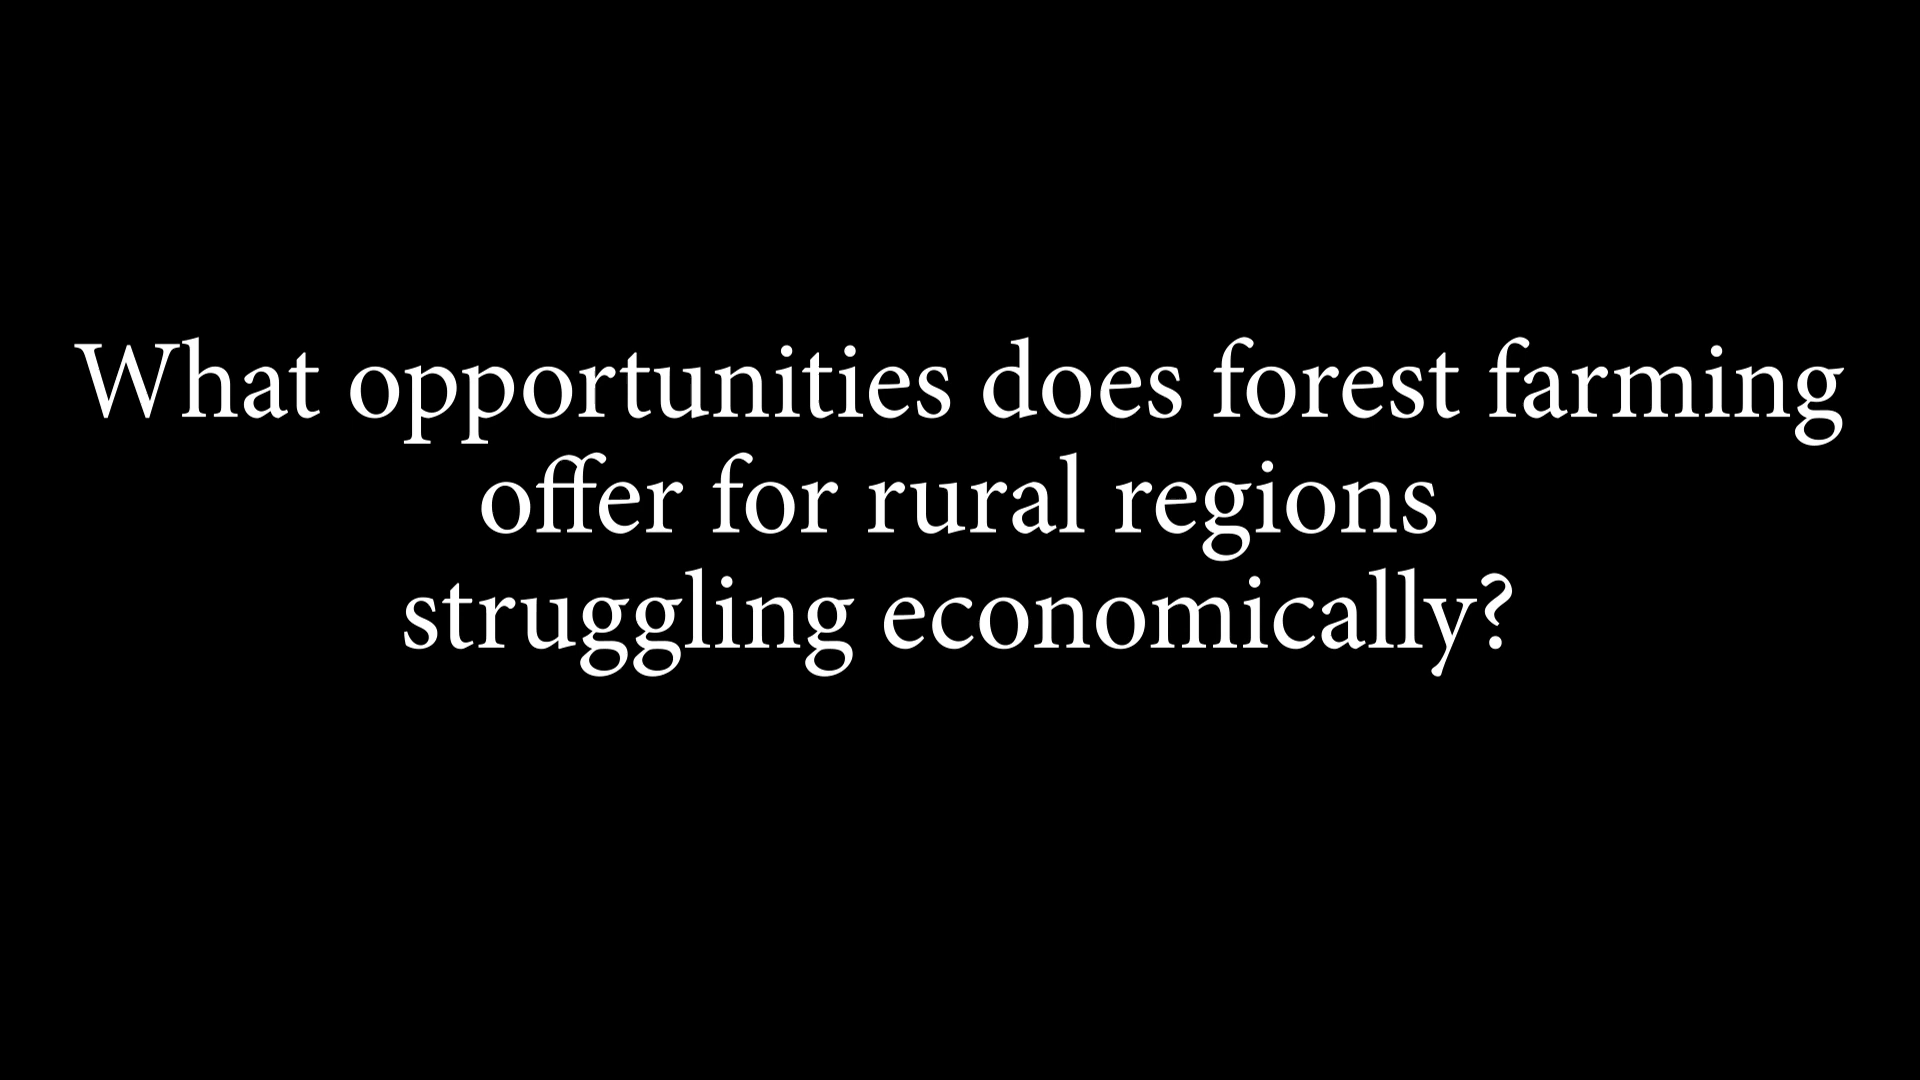 What opportunities does forest farming
offer for rural regions
struggling economically?